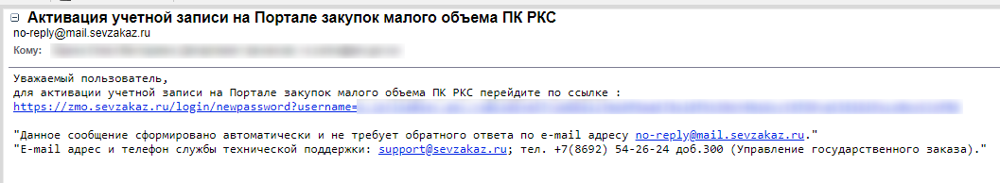 Активация учетной записи на Портале закупок малого объема ПК РКС
no-reply@mail.sevzakaz.ru
Кому:
Уважаемый пользователь,
для активации учетной записи на Портале закупок малого объема ПК РКС перейдите по ссылке :
https://zmo.sevzakaz.ru/login/newpassword?username=
"Данное сообщение сформировано автоматически и не требует обратного ответа по e-mail адресу no-reply@mail.sevzakaz.ru."
"E-mail адрес и телефон службы технической поддержки: support@sevzakaz.ru; тел. +7(8692) 54-26-24 доб.300 (Управление государственного заказа)."